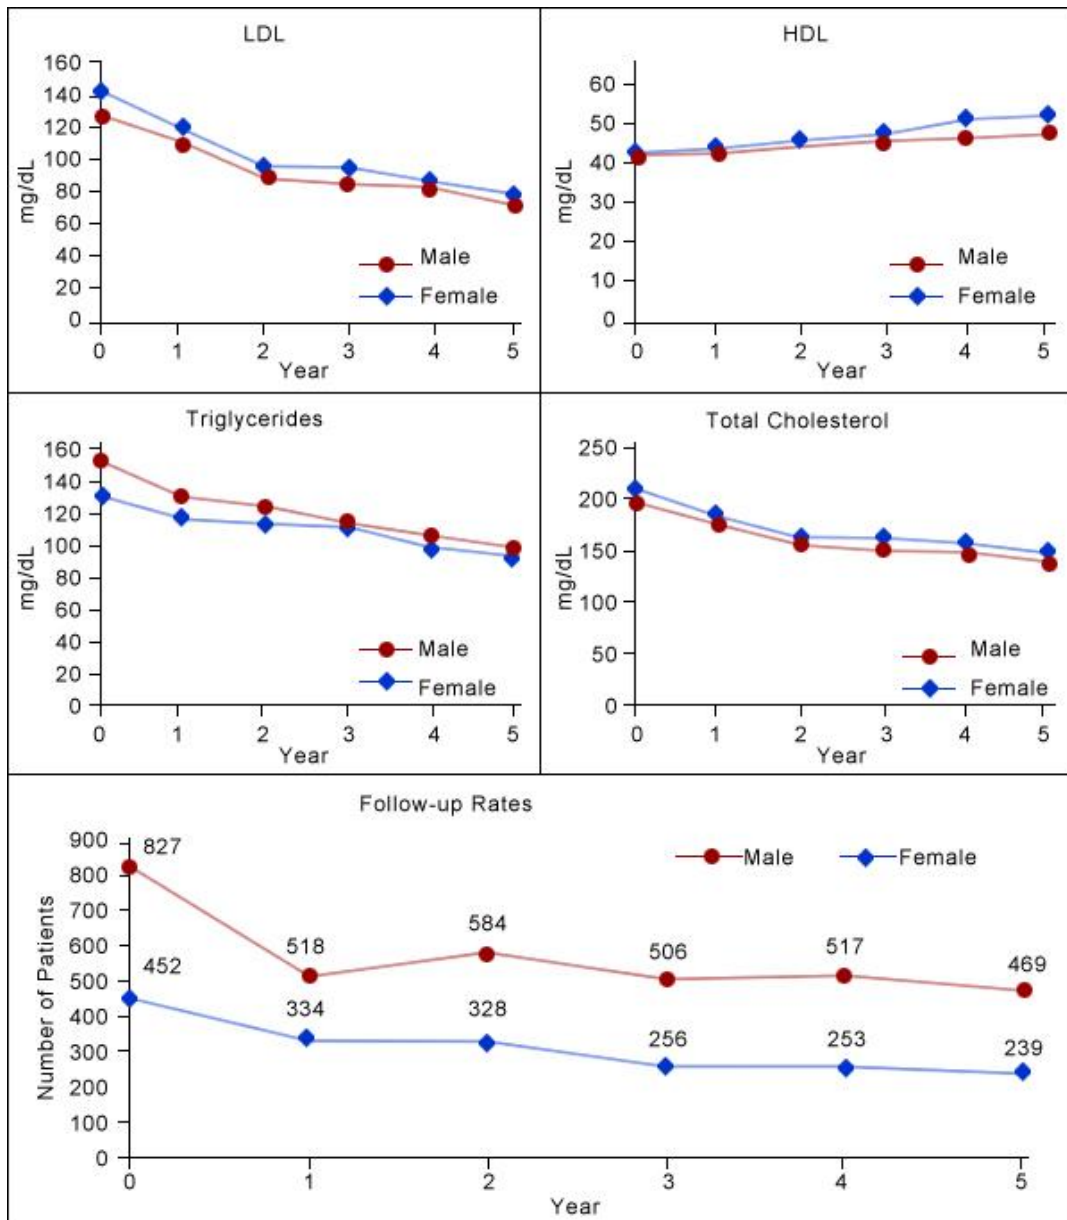 LDL
160
140
120
100
80
60
40
20
0
mg/dL
Male
Female
0 1 2 3 4 5
Year
HDL
60
50
40
30
20
10
0
mg/dL
Male
Female
0 1 2 3 4 5
Year
Triglycerides
160
140
120
100
80
60
40
20
0
mg/dL
Male
Female
0 1 2 3 4 5
Year
Total Cholesterol
250
200
150
100
50
0
mg/dL
Male
Female
0 1 2 3 4 5
Year
Follow-up Rates
Male Female
900
800
700
600
500
400
300
200
100
0
Number of Patients
827
518 584 506 517 469
452
334 328 256 253 239
0 1 2 3 4 5
Year